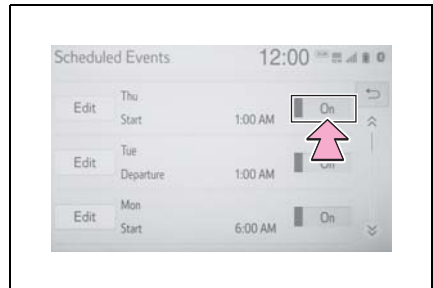 Scheduled Events 12:00
Edit Thu On
Start 1:00 AM
Edit Tue On
Departure 1:00 AM
Edit Mon On
Start 6:00 AM